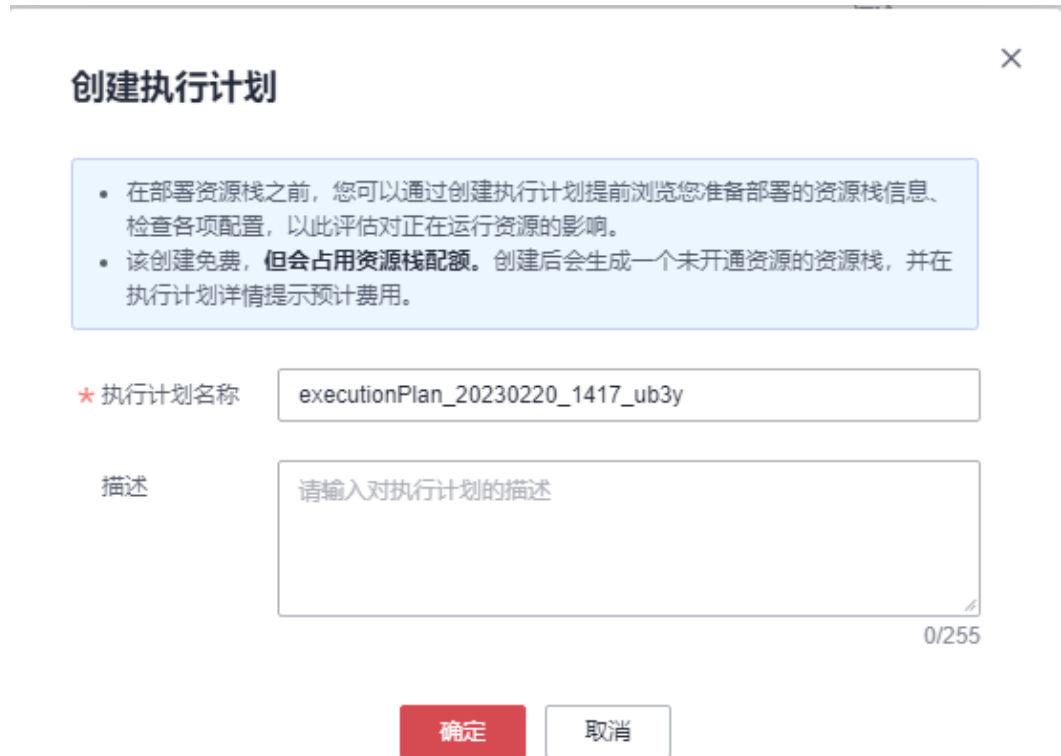 创建执行计划
在部署资源栈之前，您可以通过创建执行计划提前浏览您准备部署的资源栈信息、
检查各项配置，以此评估对正在运行资源的影响。
该创建免费，但会占用资源栈配额。创建后会生成一个未开通资源的资源栈，并在
执行计划详情提示预计费用。
* 执行计划名称 executionPlan_20230220_1417_ub3y
描述 请输入对执行计划的描述
0/255
确定 取消